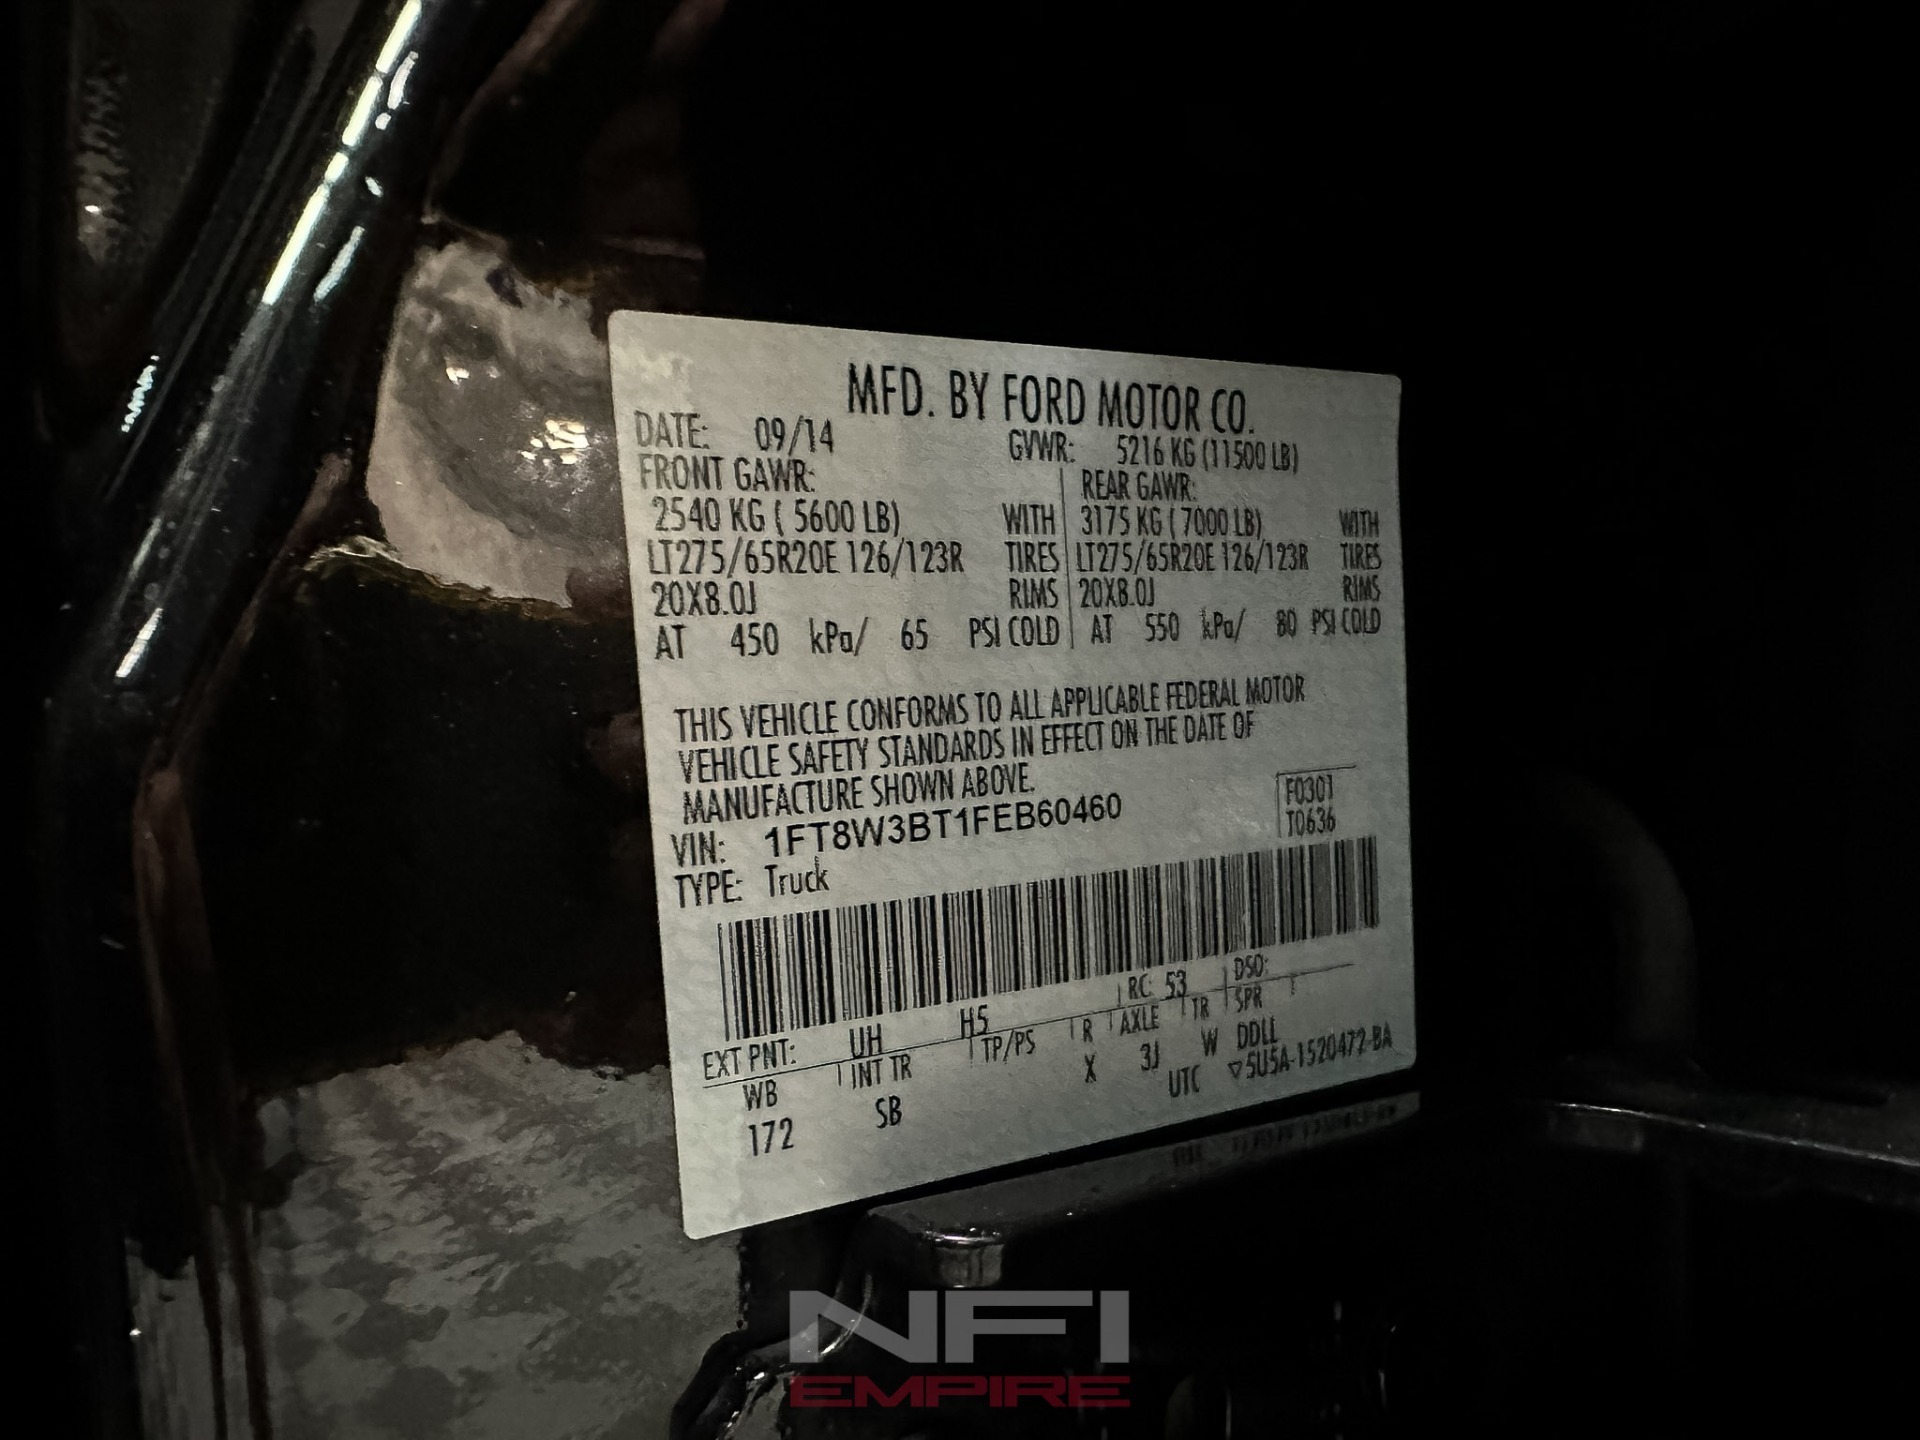 MFD. BY FORD MOTOR CO.
DATE: 09/14 GVWR: 5216 KG (11500 LB)
FRONT GAWR: REAR GAWR:
2540 KG ( 5600 LB) WITH 3175 KG ( 7000 LB) WITH
LT275/65R20E 126/123R TIRES LT275/65R20E 126/123R TIRES
20X8.0J RIMS 20X8.0J RIMS
AT 450 kPa/ 65 PSI COLD AT 550 kPa/ 80 PSI COLD
THIS VEHICLE CONFORMS TO ALL APPLICABLE FEDERAL MOTOR
VEHICLE SAFETY STANDARDS IN EFFECT ON THE DATE OF
MANUFACTURE SHOWN ABOVE.
VIN: 1FT8W3BT1FEB60460 F0301
TYPE: Truck T0636
EXT PNT: UH H5 RC: 53 DSO:
WB INT TR TP/PS R AXLE TR SPR
172 SB X 3J W DDLL
UTC ▽5U5A-1520472-BA
NFI
EMPIRE